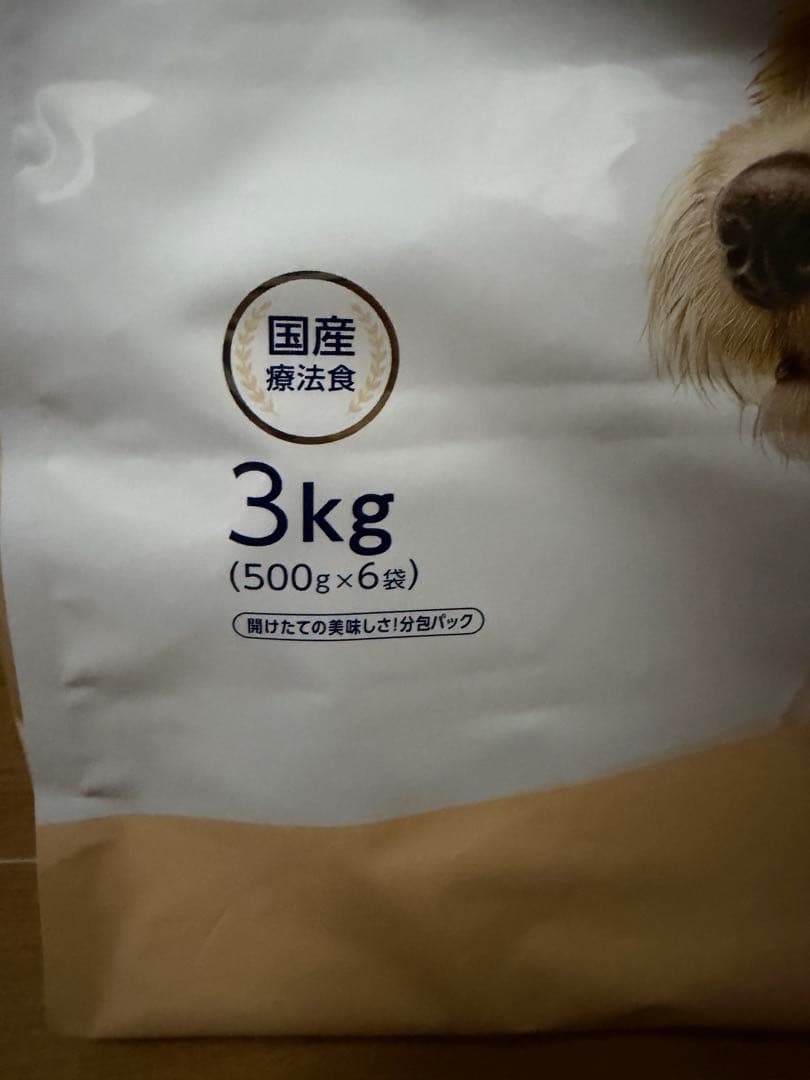 国産
療法食
3kg
(500g×6袋)
開けたての美味しさ!分包パック